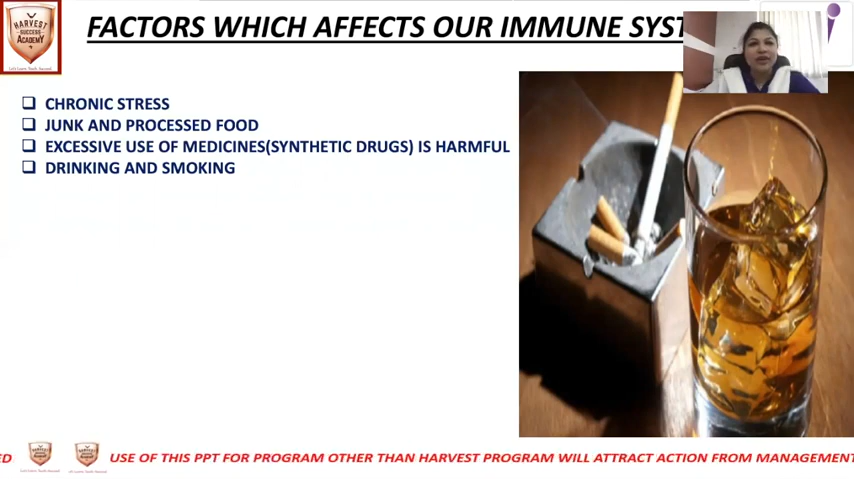 FACTORS WHICH AFFECTS OUR IMMUNE SYST
HARVEST
SUCCESS
ACADEMY
CHRONIC STRESS
JUNK AND PROCESSED FOOD
EXCESSIVE USE OF MEDICINES(SYNTHETIC DRUGS) IS HARMFUL
DRINKING AND SMOKING
ED
USE OF THIS PPT FOR PROGRAM OTHER THAN HARVEST PROGRAM WILL ATTRACT ACTION FROM MANAGEMENT